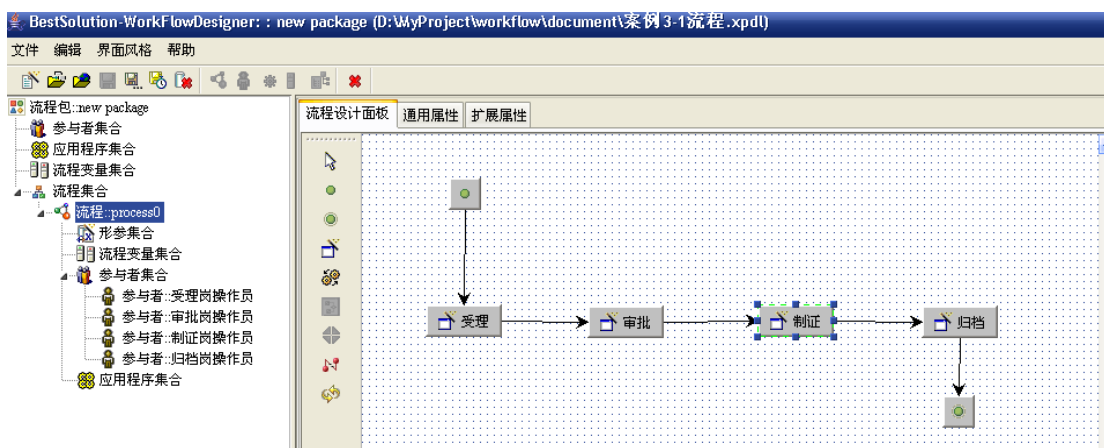 BestSolution-WorkFlowDesigner: : new package (D:\MyProject\workflow\document\案例3-1流程.xpdl)
文件 编辑 界面风格 帮助
流程包::new package
参与者集合
应用程序集合
流程变量集合
流程集合
流程::process0
形参集合
流程变量集合
参与者集合
参与者::受理岗操作员
参与者::审批岗操作员
参与者::制证岗操作员
参与者::归档岗操作员
应用程序集合
流程设计面板 通用属性 扩展属性
受理 审批 制证 归档